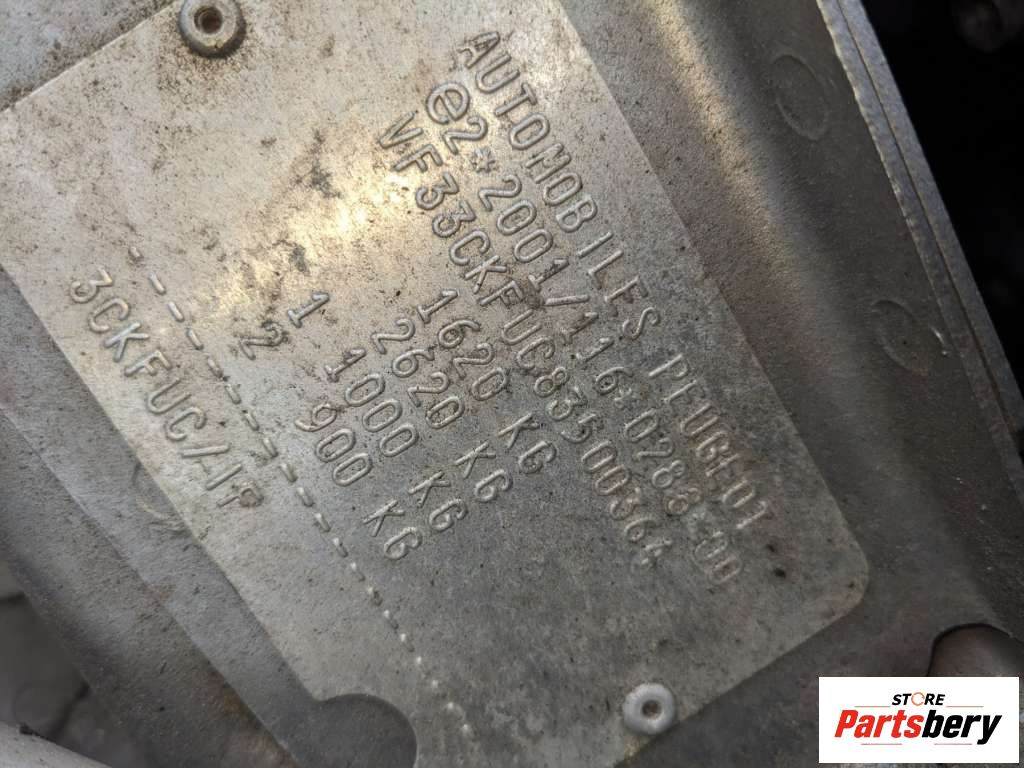 AUTOMOBILES PEUGEOT
e2*2001/116*0288*00
VF33CKFUC83500364
1620 KG
2620 KG
1 1000 KG
2 900 KG
3CKFUC/IF
STORE
Partsbery